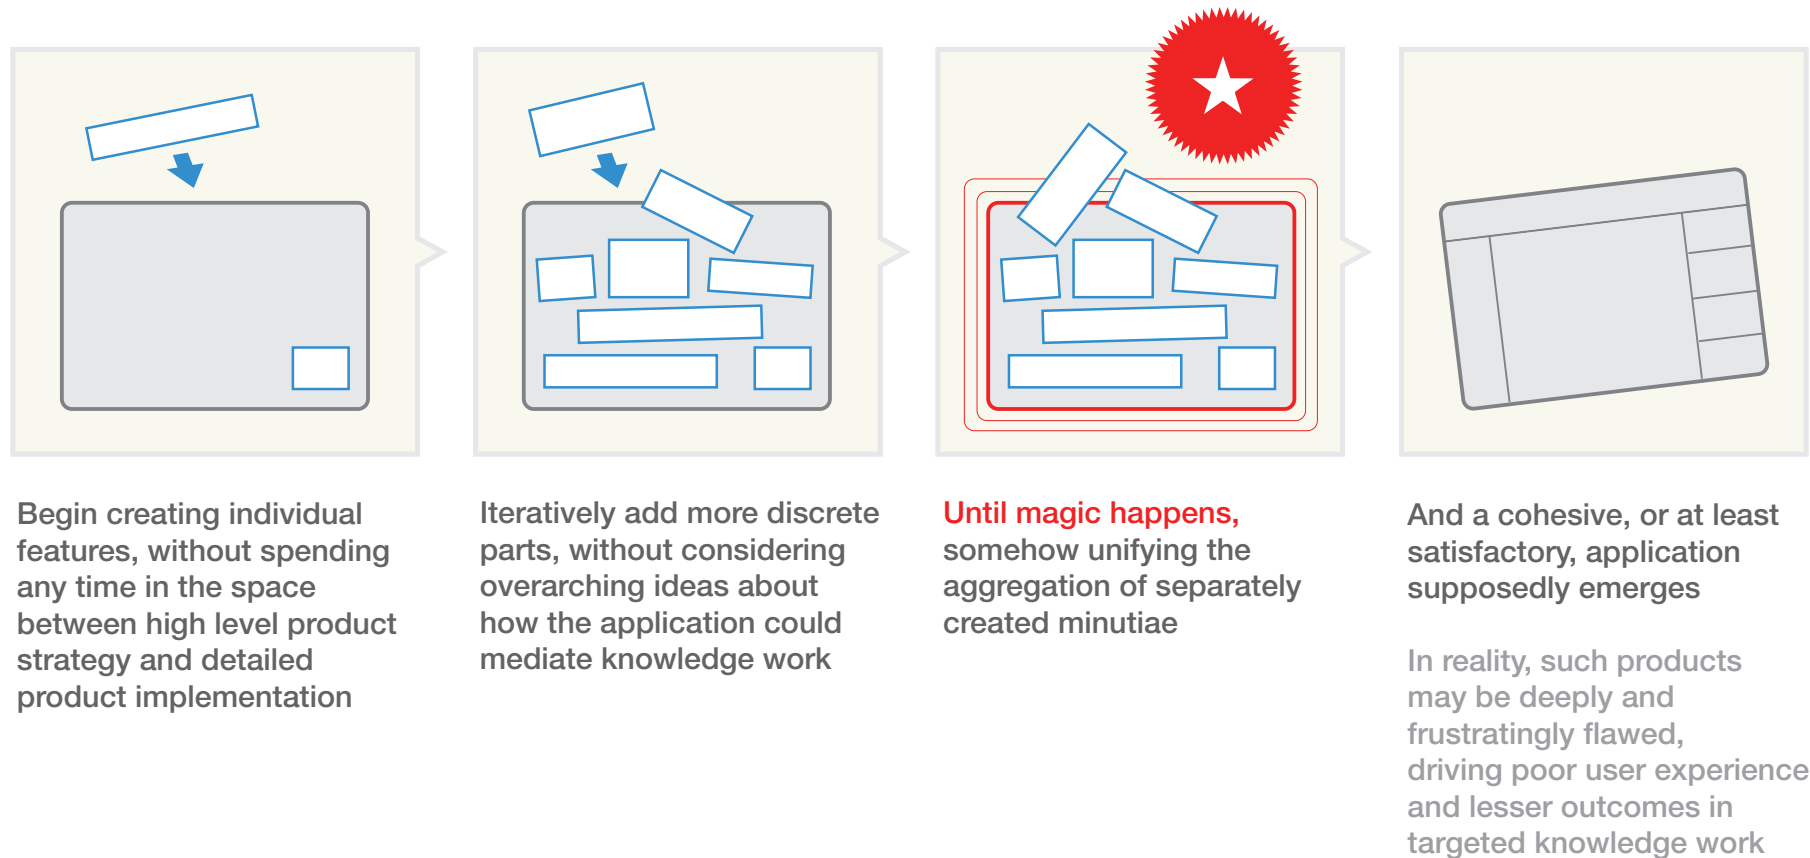 Begin creating individual
features, without spending
any time in the space
between high level product
strategy and detailed
product implementation
Iteratively add more discrete
parts, without considering
overarching ideas about
how the application could
mediate knowledge work
Until magic happens,
somehow unifying the
aggregation of separately
created minutiae
And a cohesive, or at least
satisfactory, application
supposedly emerges
In reality, such products
may be deeply and
frustratingly flawed,
driving poor user experience
and lesser outcomes in
targeted knowledge work